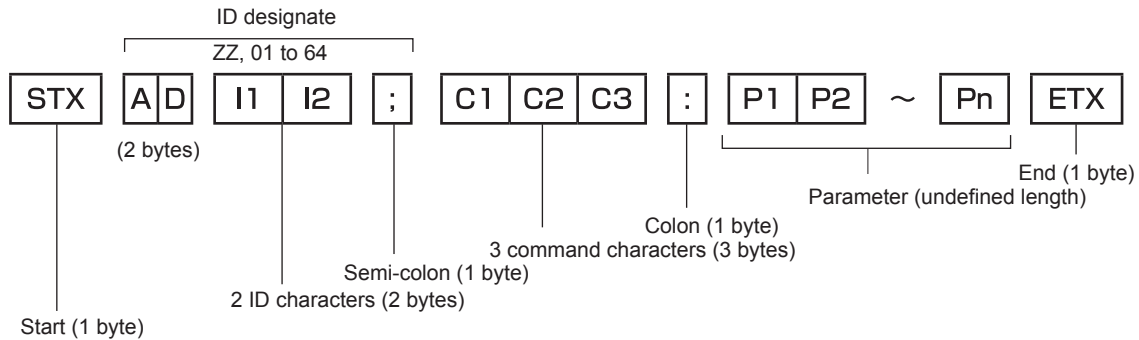 ID designate
ZZ, 01 to 64
STX A D I1 I2 ; C1 C2 C3 : P1 P2 ～ Pn ETX
(2 bytes)
End (1 byte)
Parameter (undefined length)
Colon (1 byte)
3 command characters (3 bytes)
Semi-colon (1 byte)
2 ID characters (2 bytes)
Start (1 byte)